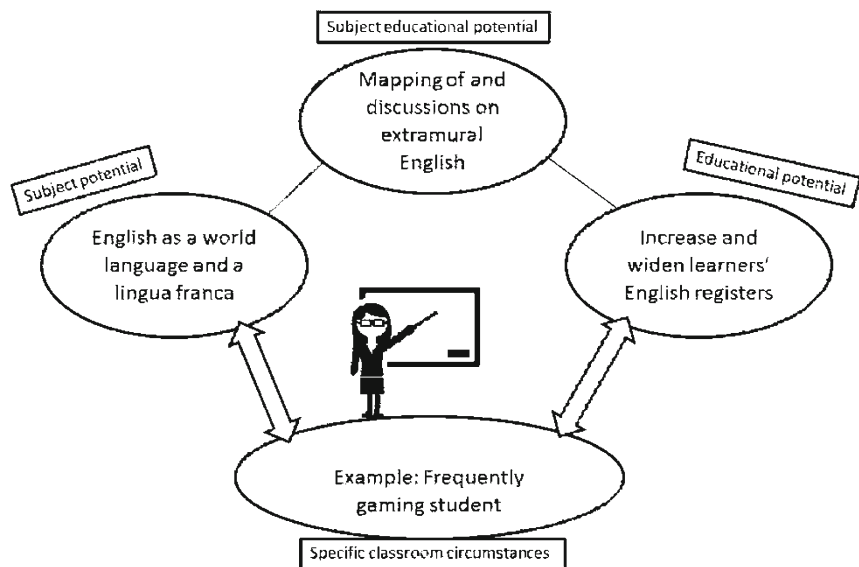 Subject educational potential
Mapping of and
discussions on
extramural
English
Subject potential
English as a world
language and a
lingua franca
Educational potential
Increase and
widen learners'
English registers
Example: Frequently
gaming student
Specific classroom circumstances